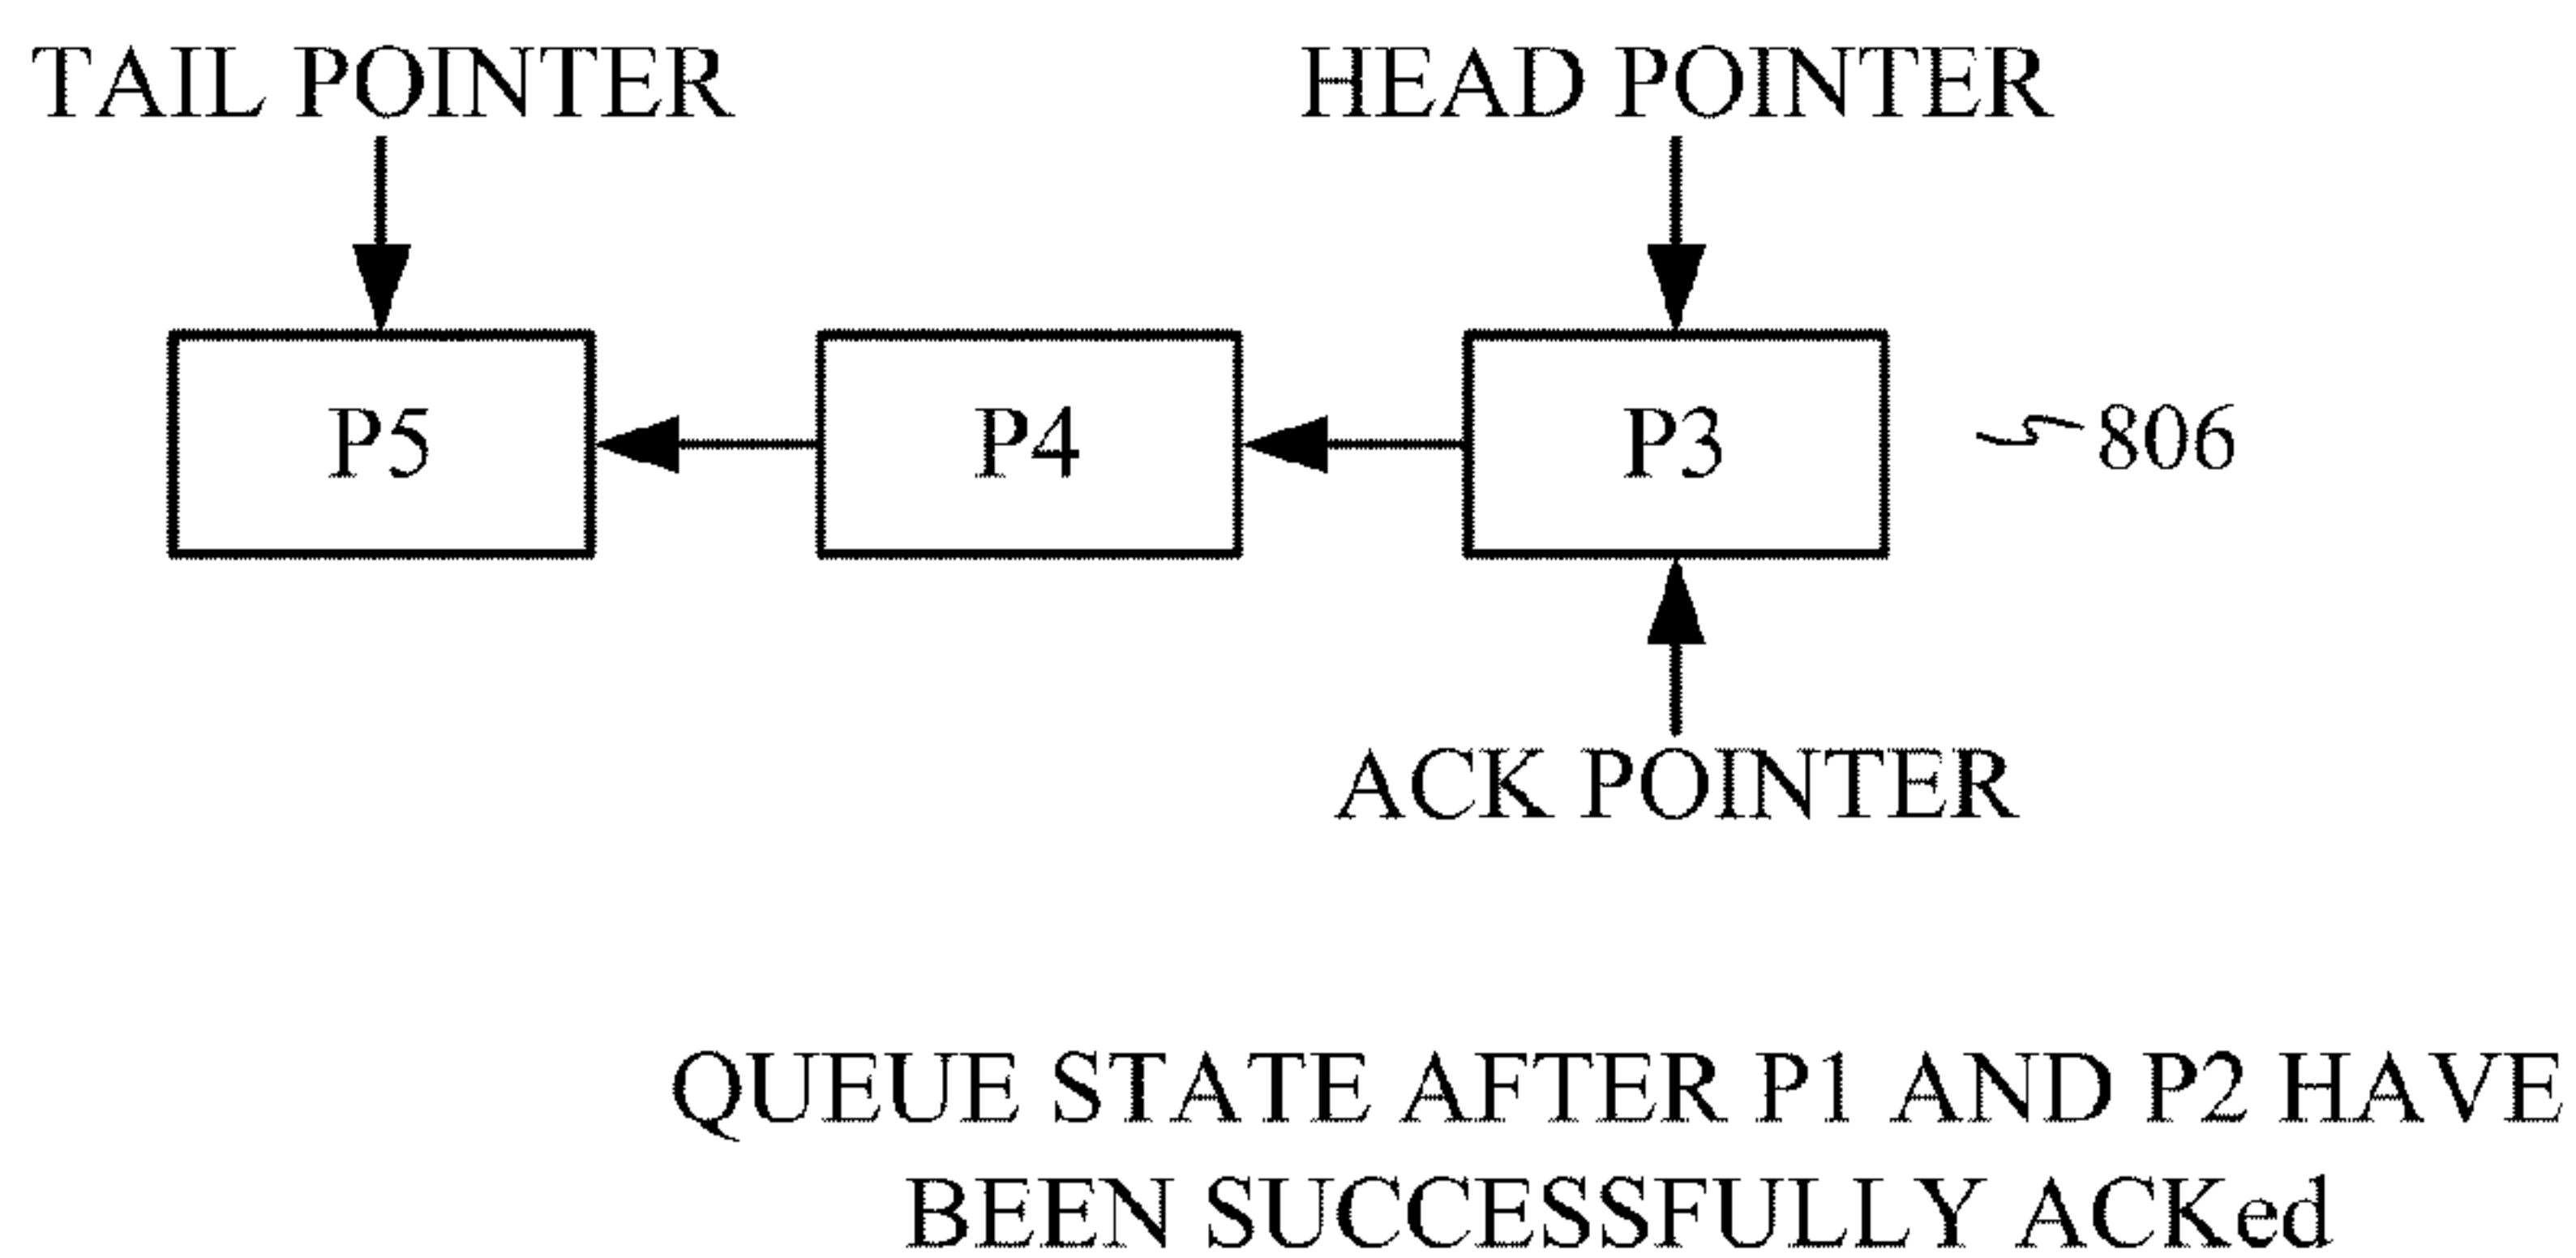 TAIL POINTER
HEAD POINTER
P5
P4
P3
806
ACK POINTER
QUEUE STATE AFTER P1 AND P2 HAVE
BEEN SUCCESSFULLY ACKed